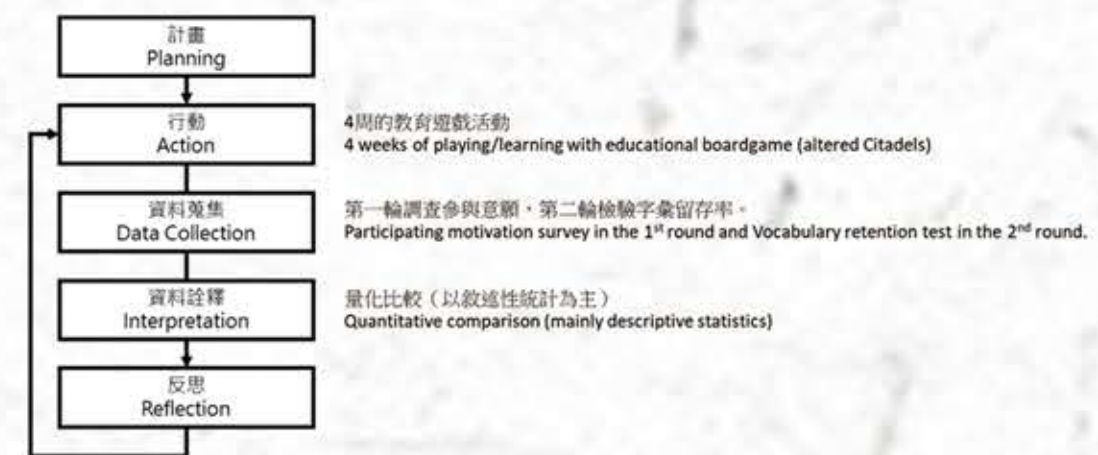 計畫
Planning
行動
Action
4周的教育遊戲活動
4 weeks of playing/learning with educational boardgame (altered Citadels)
資料蒐集
Data Collection
第一輪調查參與意願，第二輪檢驗字彙留存率。
Participating motivation survey in the 1st round and Vocabulary retention test in the 2nd round.
資料詮釋
Interpretation
量化比較（以敘述性統計為主）
Quantitative comparison (mainly descriptive statistics)
反思
Reflection